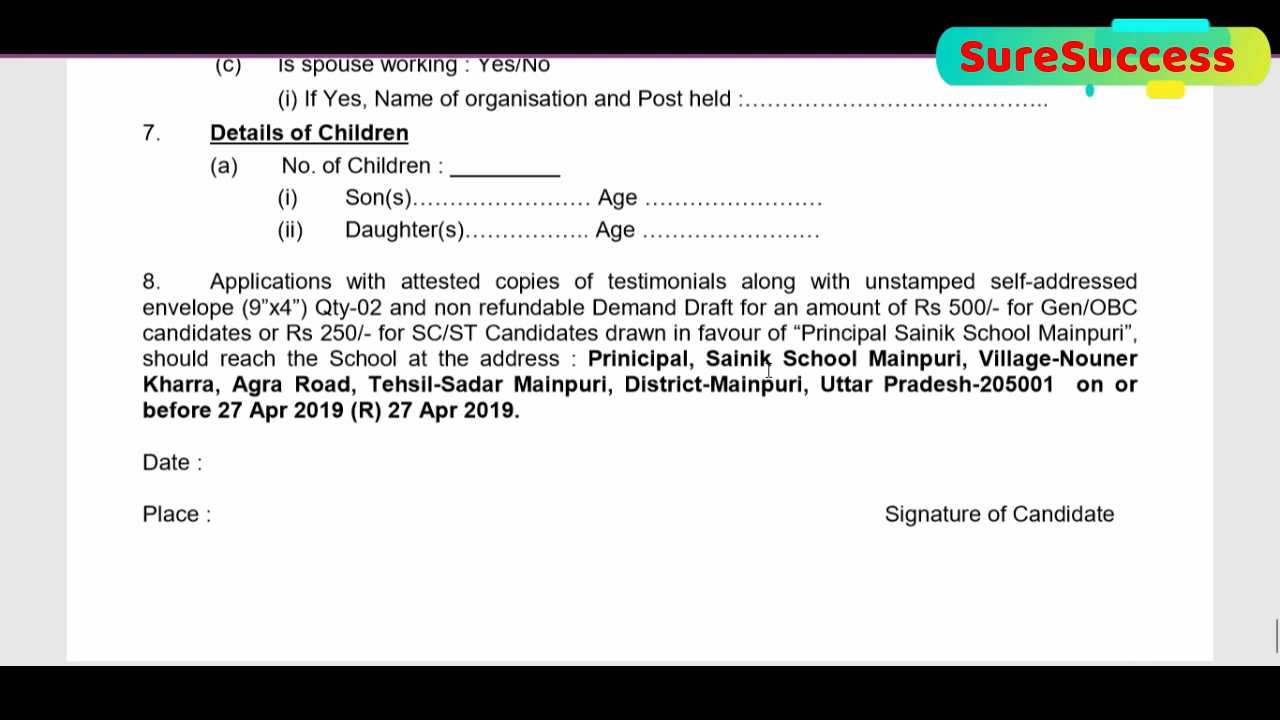 SureSuccess
(c) Is spouse working : Yes/No
(i) If Yes, Name of organisation and Post held :…………………………………..
7. Details of Children
(a) No. of Children : _________
(i) Son(s)…………………… Age ……………………
(ii) Daughter(s)…………….. Age ……………………
8. Applications with attested copies of testimonials along with unstamped self-addressed
envelope (9”x4”) Qty-02 and non refundable Demand Draft for an amount of Rs 500/- for Gen/OBC
candidates or Rs 250/- for SC/ST Candidates drawn in favour of “Principal Sainik School Mainpuri”,
should reach the School at the address : Prinicipal, Sainik School Mainpuri, Village-Nouner
Kharra, Agra Road, Tehsil-Sadar Mainpuri, District-Mainpuri, Uttar Pradesh-205001 on or
before 27 Apr 2019 (R) 27 Apr 2019.
Date :
Place : Signature of Candidate